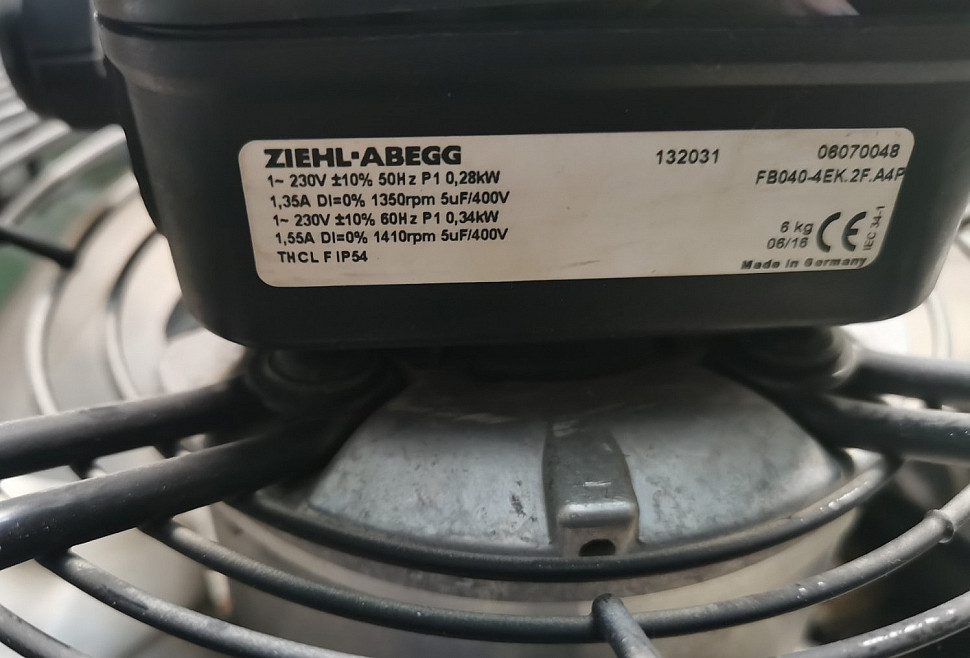 ZIEHL-ABEGG 132031 06070048
1~ 230V ±10% 50Hz P1 0,28kW FB040-4EK.2F.A4P
1,35A DI=0% 1350rpm 5uF/400V
1~ 230V ±10% 60Hz P1 0,34kW
1,55A DI=0% 1410rpm 5uF/400V
THCL F IP54
6 kg
06/16 CE IEC 34-1
Made in Germany